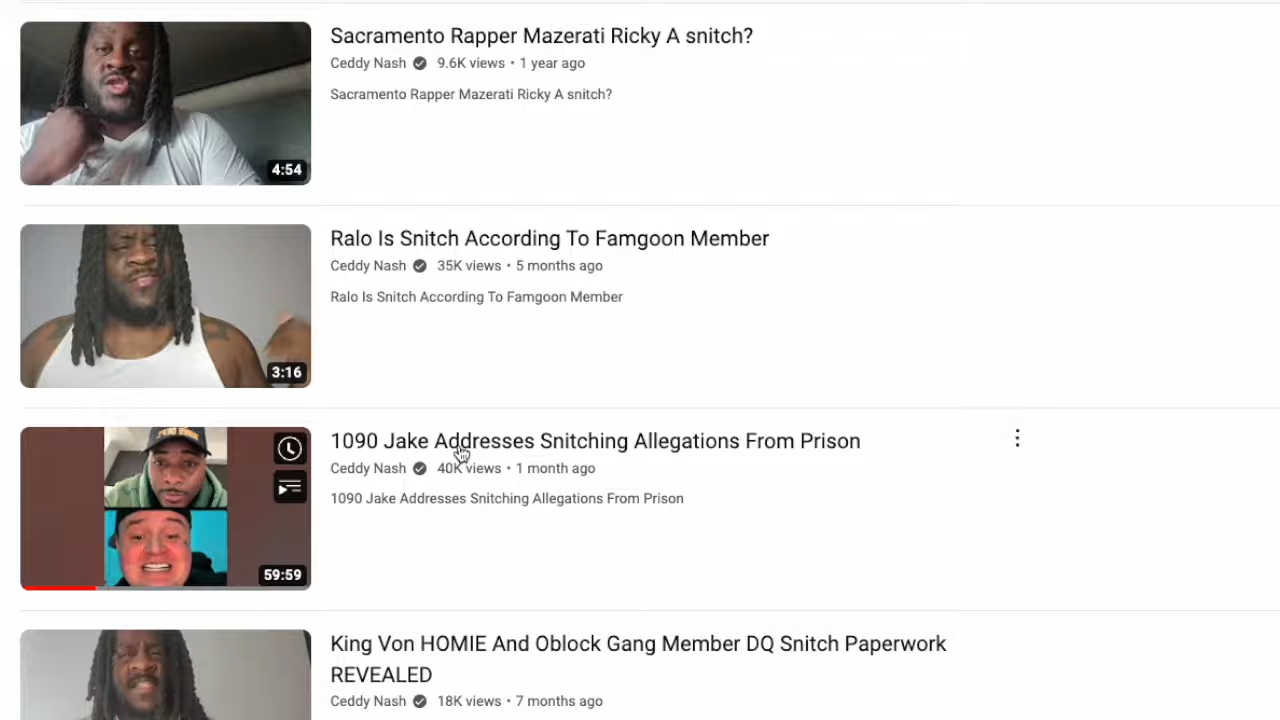 Sacramento Rapper Mazerati Ricky A snitch?
Ceddy Nash 9.6K views • 1 year ago
Sacramento Rapper Mazerati Ricky A snitch?
4:54
Ralo Is Snitch According To Famgoon Member
Ceddy Nash 35K views • 5 months ago
Ralo Is Snitch According To Famgoon Member
3:16
1090 Jake Addresses Snitching Allegations From Prison
Ceddy Nash 40K views • 1 month ago
1090 Jake Addresses Snitching Allegations From Prison
59:59
King Von HOMIE And Oblock Gang Member DQ Snitch Paperwork
REVEALED
Ceddy Nash 18K views • 7 months ago